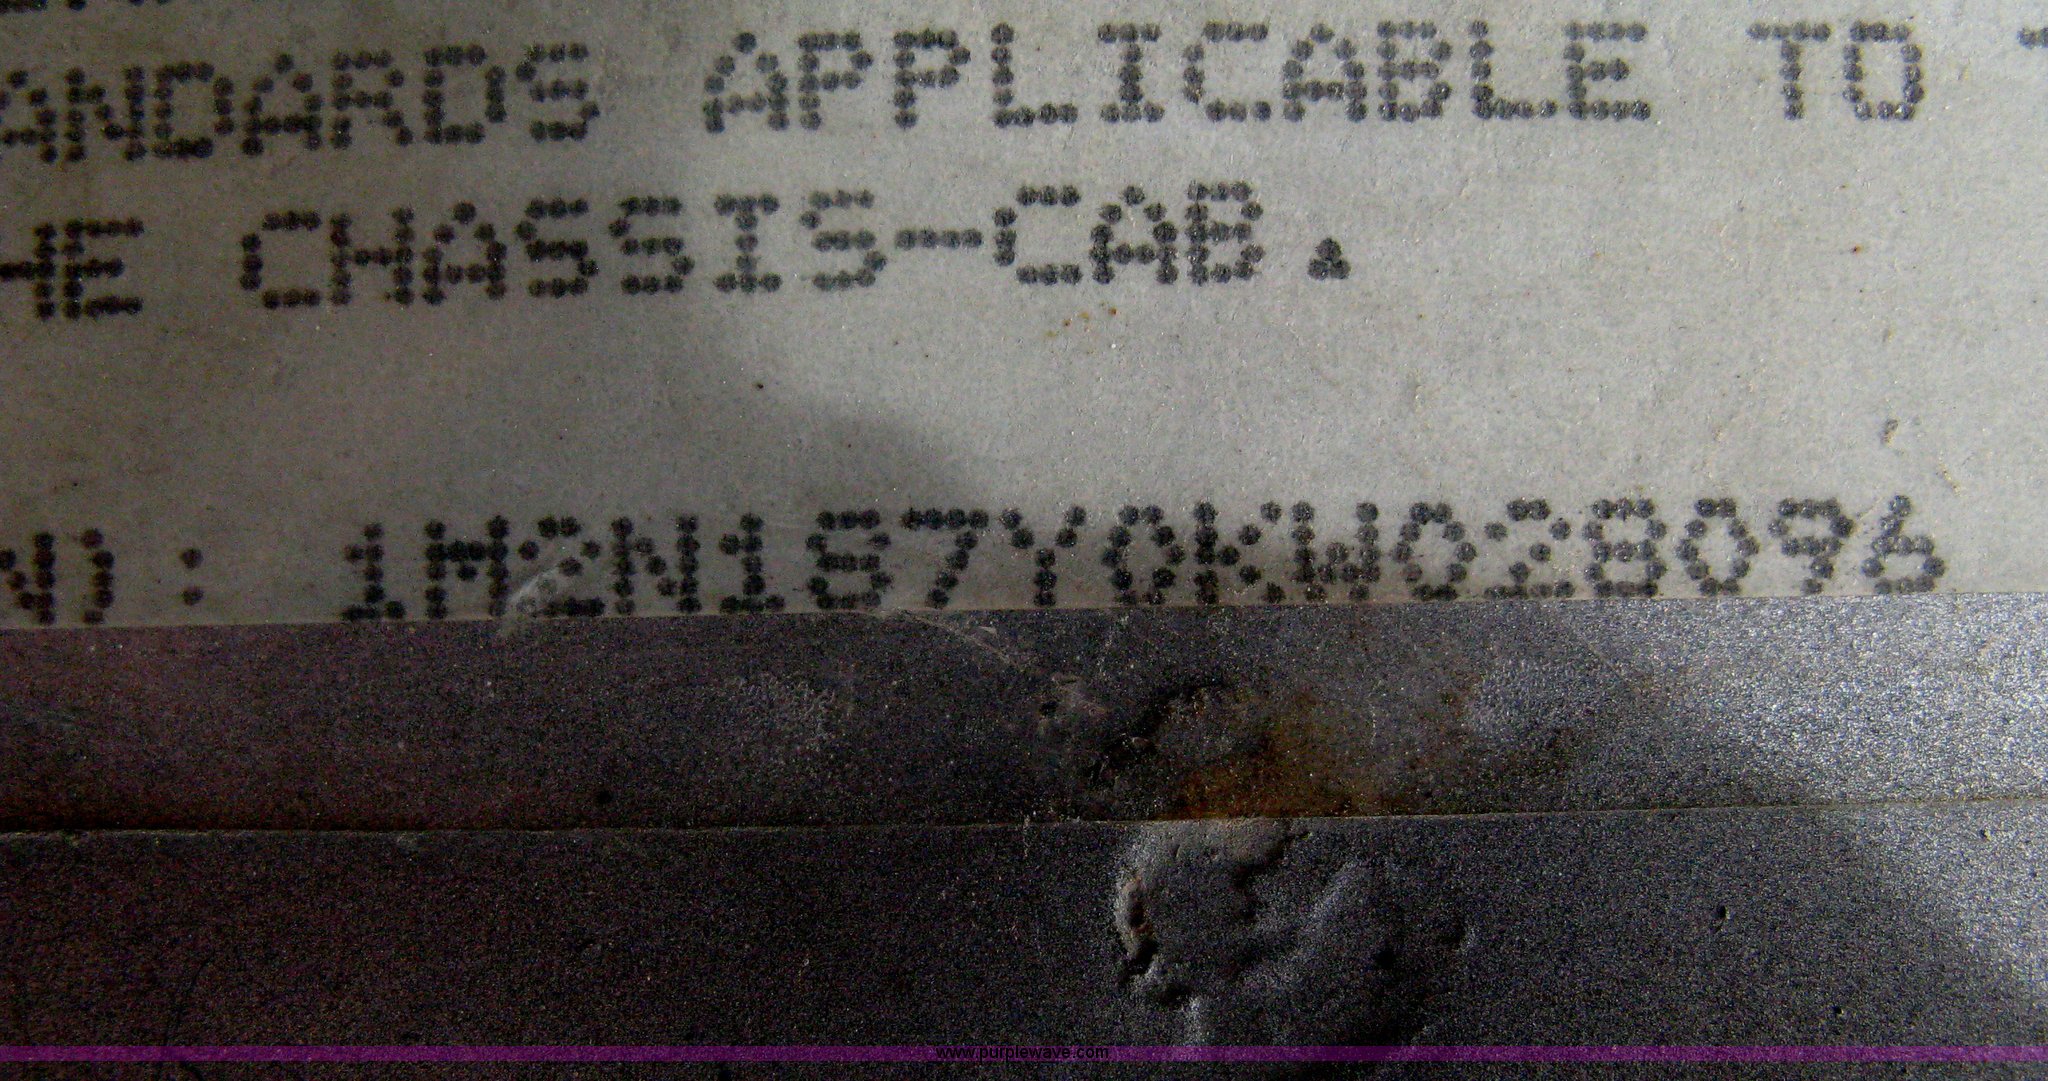 ANDARDS APPLICABLE TO
HE CHASSIS-CAB.
N): 1M2N187Y0KW028096
www.purplewave.com